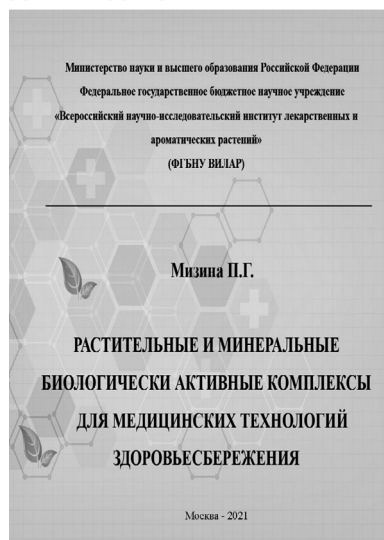 Министерство науки и высшего образования Российской Федерации
Федеральное государственное бюджетное научное учреждение
«Всероссийский научно-исследовательский институт лекарственных и
ароматических растений»
(ФГБНУ ВИЛАР)
Мизина П.Г.
РАСТИТЕЛЬНЫЕ И МИНЕРАЛЬНЫЕ
БИОЛОГИЧЕСКИ АКТИВНЫЕ КОМПЛЕКСЫ
ДЛЯ МЕДИЦИНСКИХ ТЕХНОЛОГИЙ
ЗДОРОВЬЕСБЕРЕЖЕНИЯ
Москва - 2021